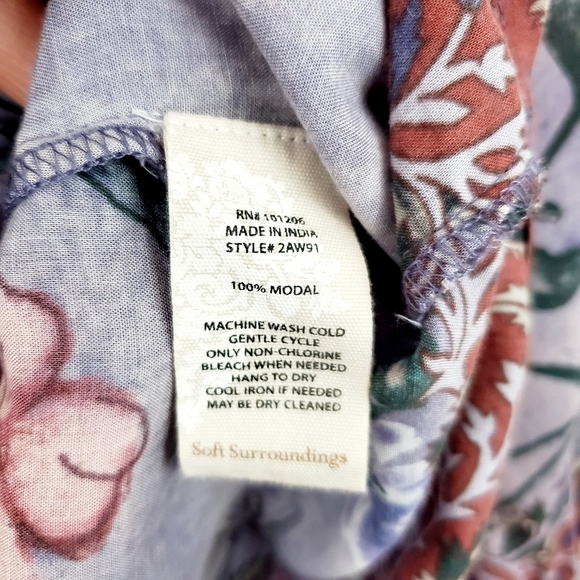 RN# 101206
MADE IN INDIA
STYLE# 2AW91
100% MODAL
MACHINE WASH COLD
GENTLE CYCLE
ONLY NON-CHLORINE
BLEACH WHEN NEEDED
HANG TO DRY
COOL IRON IF NEEDED
MAY BE DRY CLEANED
Soft Surroundings